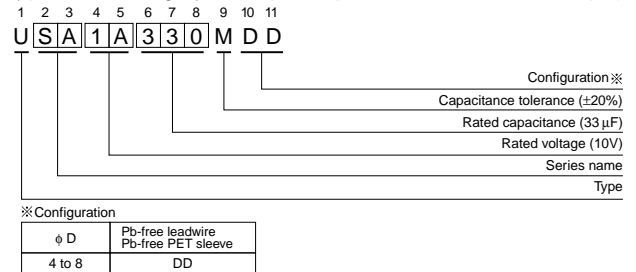 1 2 3 4 5 6 7 8 9 10 11
U S A 1 A 3 3 0 M D D
Configuration※
Capacitance tolerance (±20%)
Rated capacitance (33 μF)
Rated voltage (10V)
Series name
Type
※Configuration
ϕ D
Pb-free leadwire
Pb-free PET sleeve
4 to 8
DD